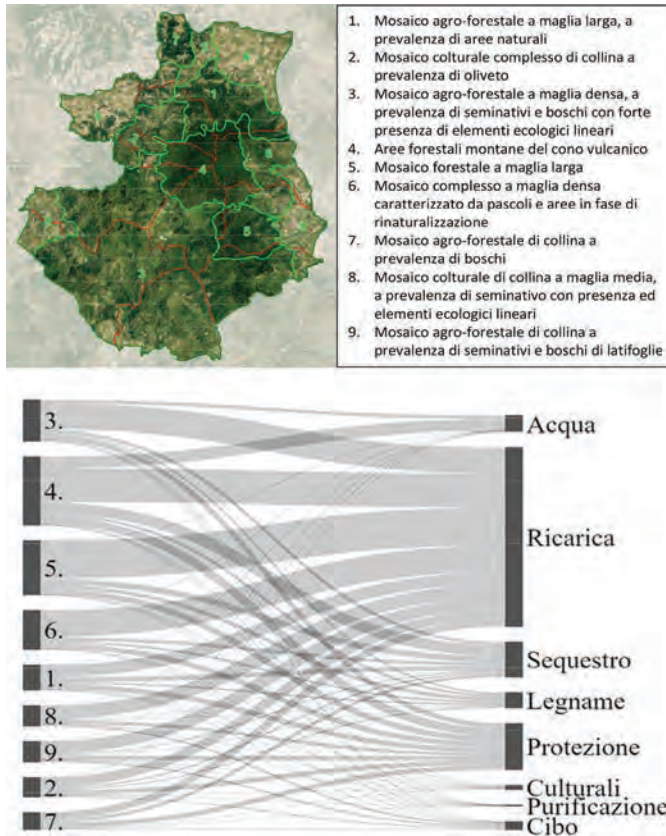 1. Mosaico agro-forestale a maglia larga, a
prevalenza di aree naturali
2. Mosaico colturale complesso di collina a
prevalenza di oliveto
3. Mosaico agro-forestale a maglia densa, a
prevalenza di seminativi e boschi con forte
presenza di elementi ecologici lineari
4. Aree forestali montane del cono vulcanico
5. Mosaico forestale a maglia larga
6. Mosaico complesso a maglia densa
caratterizzato da pascoli e aree in fase di
rinaturalizzazione
7. Mosaico agro-forestale di collina a
prevalenza di boschi
8. Mosaico colturale di collina a maglia media,
a prevalenza di seminativo con presenza ed
elementi ecologici lineari
9. Mosaico agro-forestale di collina a
prevalenza di seminativi e boschi di latifoglie
1
4
5
3
3.
4.
5.
6.
1.
8.
9.
2.
7.
Acqua
Ricarica
Sequestro
Legname
Protezione
Culturali
Purificazione
Cibo